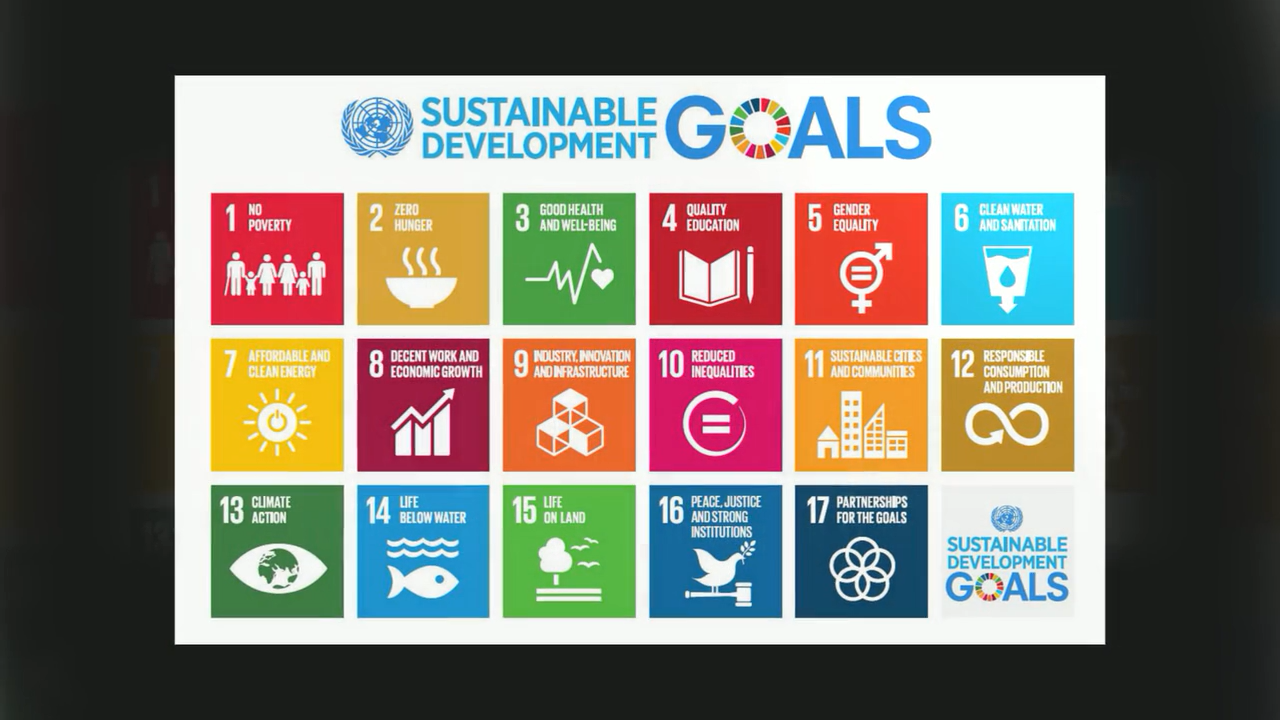 SUSTAINABLE
DEVELOPMENT
GOALS
1 NO
POVERTY
2 ZERO
HUNGER
3 GOOD HEALTH
AND WELL-BEING
4 QUALITY
EDUCATION
5 GENDER
EQUALITY
6 CLEAN WATER
AND SANITATION
7 AFFORDABLE AND
CLEAN ENERGY
8 DECENT WORK AND
ECONOMIC GROWTH
9 INDUSTRY, INNOVATION
AND INFRASTRUCTURE
10 REDUCED
INEQUALITIES
11 SUSTAINABLE CITIES
AND COMMUNITIES
12 RESPONSIBLE
CONSUMPTION
AND PRODUCTION
13 CLIMATE
ACTION
14 LIFE
BELOW WATER
15 LIFE
ON LAND
16 PEACE, JUSTICE
AND STRONG
INSTITUTIONS
17 PARTNERSHIPS
FOR THE GOALS
SUSTAINABLE
DEVELOPMENT
GOALS